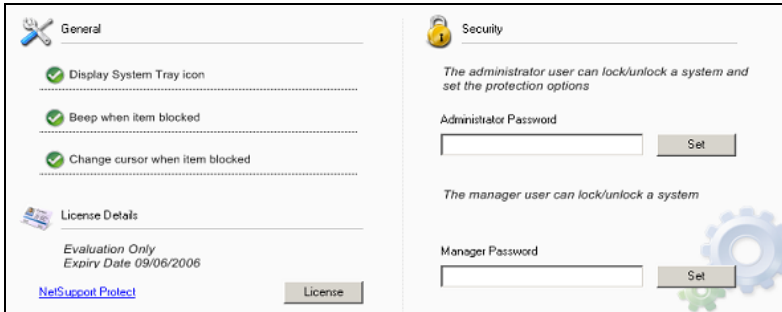 General
Display System Tray icon
Beep when item blocked
Change cursor when item blocked
License Details
Evaluation Only
Expiry Date 09/06/2006
NetSupport Protect
License
Security
The administrator user can lock/unlock a system and
set the protection options
Administrator Password
Set
The manager user can lock/unlock a system
Manager Password
Set